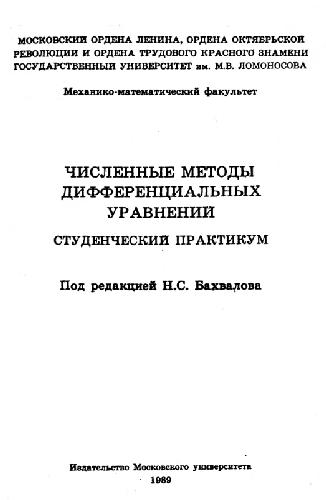 МОСКОВСКИЙ ОРДЕНА ЛЕНИНА, ОРДЕНА ОКТЯБРЬСКОЙ
РЕВОЛЮЦИИ И ОРДЕНА ТРУДОВОГО КРАСНОГО ЗНАМЕНИ
ГОСУДАРСТВЕННЫЙ УНИВЕРСИТЕТ им. М.В. ЛОМОНОСОВА
Механико-математический факультет
ЧИСЛЕННЫЕ МЕТОДЫ
ДИФФЕРЕНЦИАЛЬНЫХ
УРАВНЕНИЙ
СТУДЕНЧЕСКИЙ ПРАКТИКУМ
Под редакцией Н.С. Бахвалова
Издательство Московского университета
1989